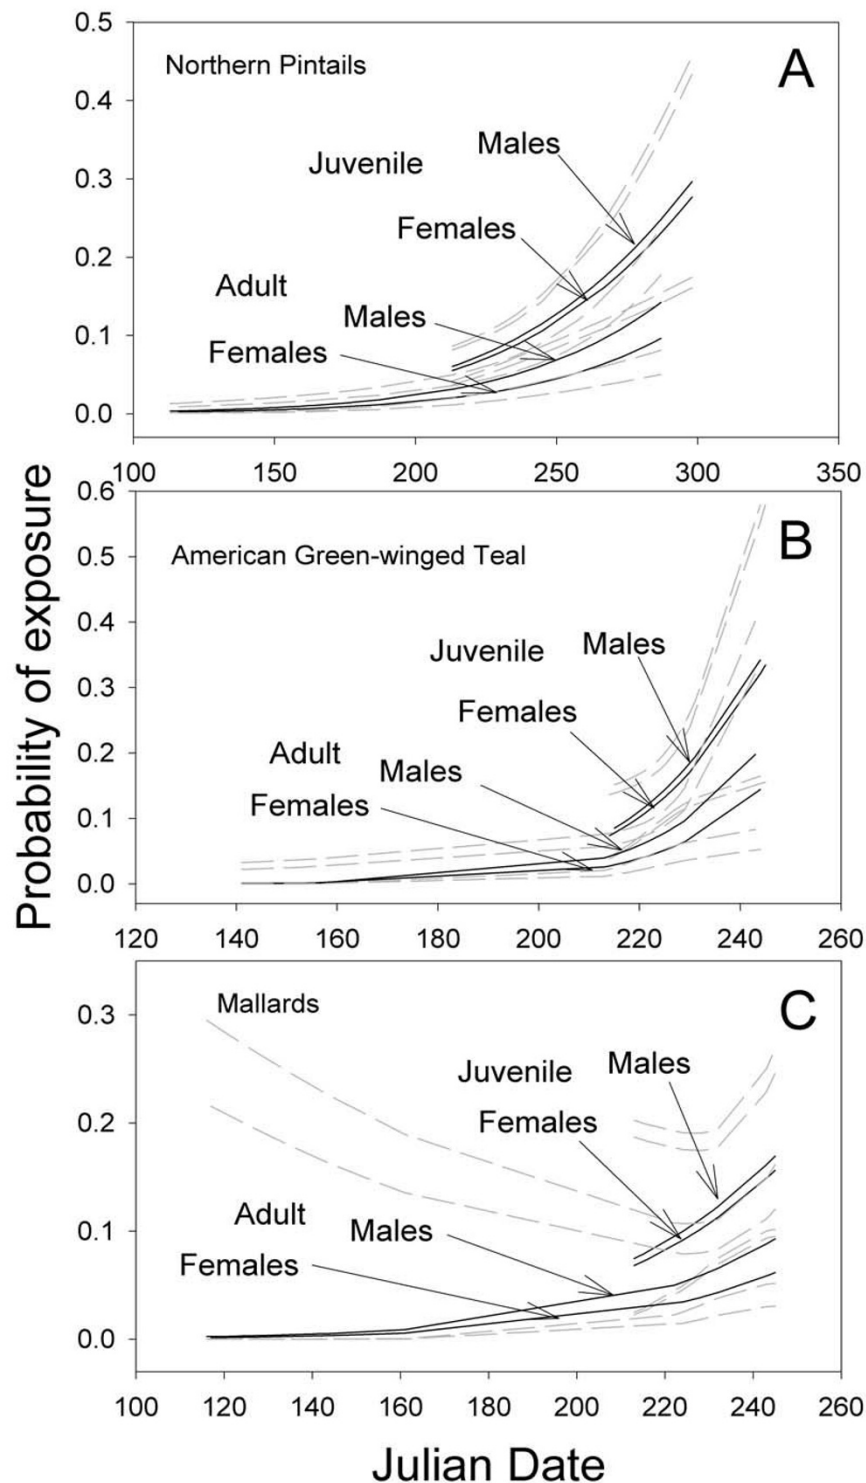 0.5
Northern Pintails
A
0.4
Males
Juvenile
0.3
Females
0.2
Adult
Males
0.1
Females
0.0
100 150 200 250 300 350
Probability of exposure
0.6
B
American Green-winged Teal
0.5
0.4
Males
Juvenile
0.3
Females
Adult
0.2
Males
Females
0.1
0.0
120 140 160 180 200 220 240 260
Mallards
C
0.3
Males
Juvenile
0.2
Females
Adult
Males
0.1
Females
0.0
100 120 140 160 180 200 220 240 260
Julian Date